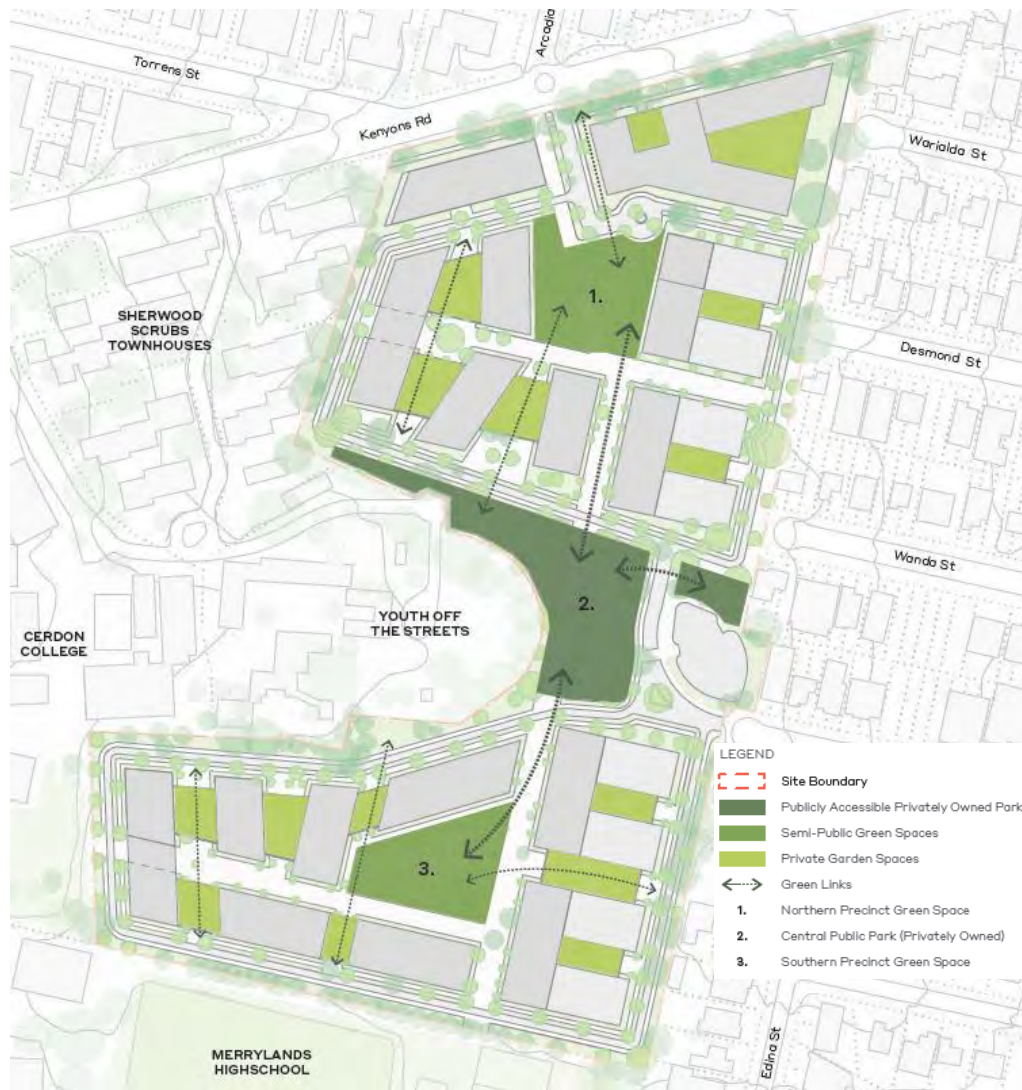 Torrens St
Arcadia
Kenyons Rd
Warialda St
1.
SHERWOOD
SCRUBS
TOWNHOUSES
Desmond St
Wanda St
2.
YOUTH OFF
THE STREETS
CERDON
COLLEGE
LEGEND
Site Boundary
Publicly Accessible Privately Owned Park
Semi-Public Green Spaces
Private Garden Spaces
Green Links
1. Northern Precinct Green Space
2. Central Public Park (Privately Owned)
3. Southern Precinct Green Space
3.
MERRYLANDS
HIGHSCHOOL
Edina St